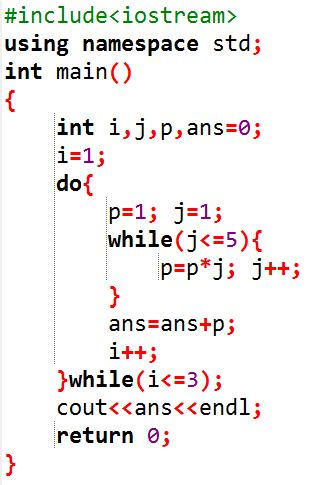 #include<iostream>
using namespace std;
int main()
{
    int i,j,p,ans=0;
    i=1;
    do{
        p=1; j=1;
        while(j<=5){
            p=p*j; j++;
        }
        ans=ans+p;
        i++;
    }while(i<=3);
    cout<<ans<<endl;
    return 0;
}